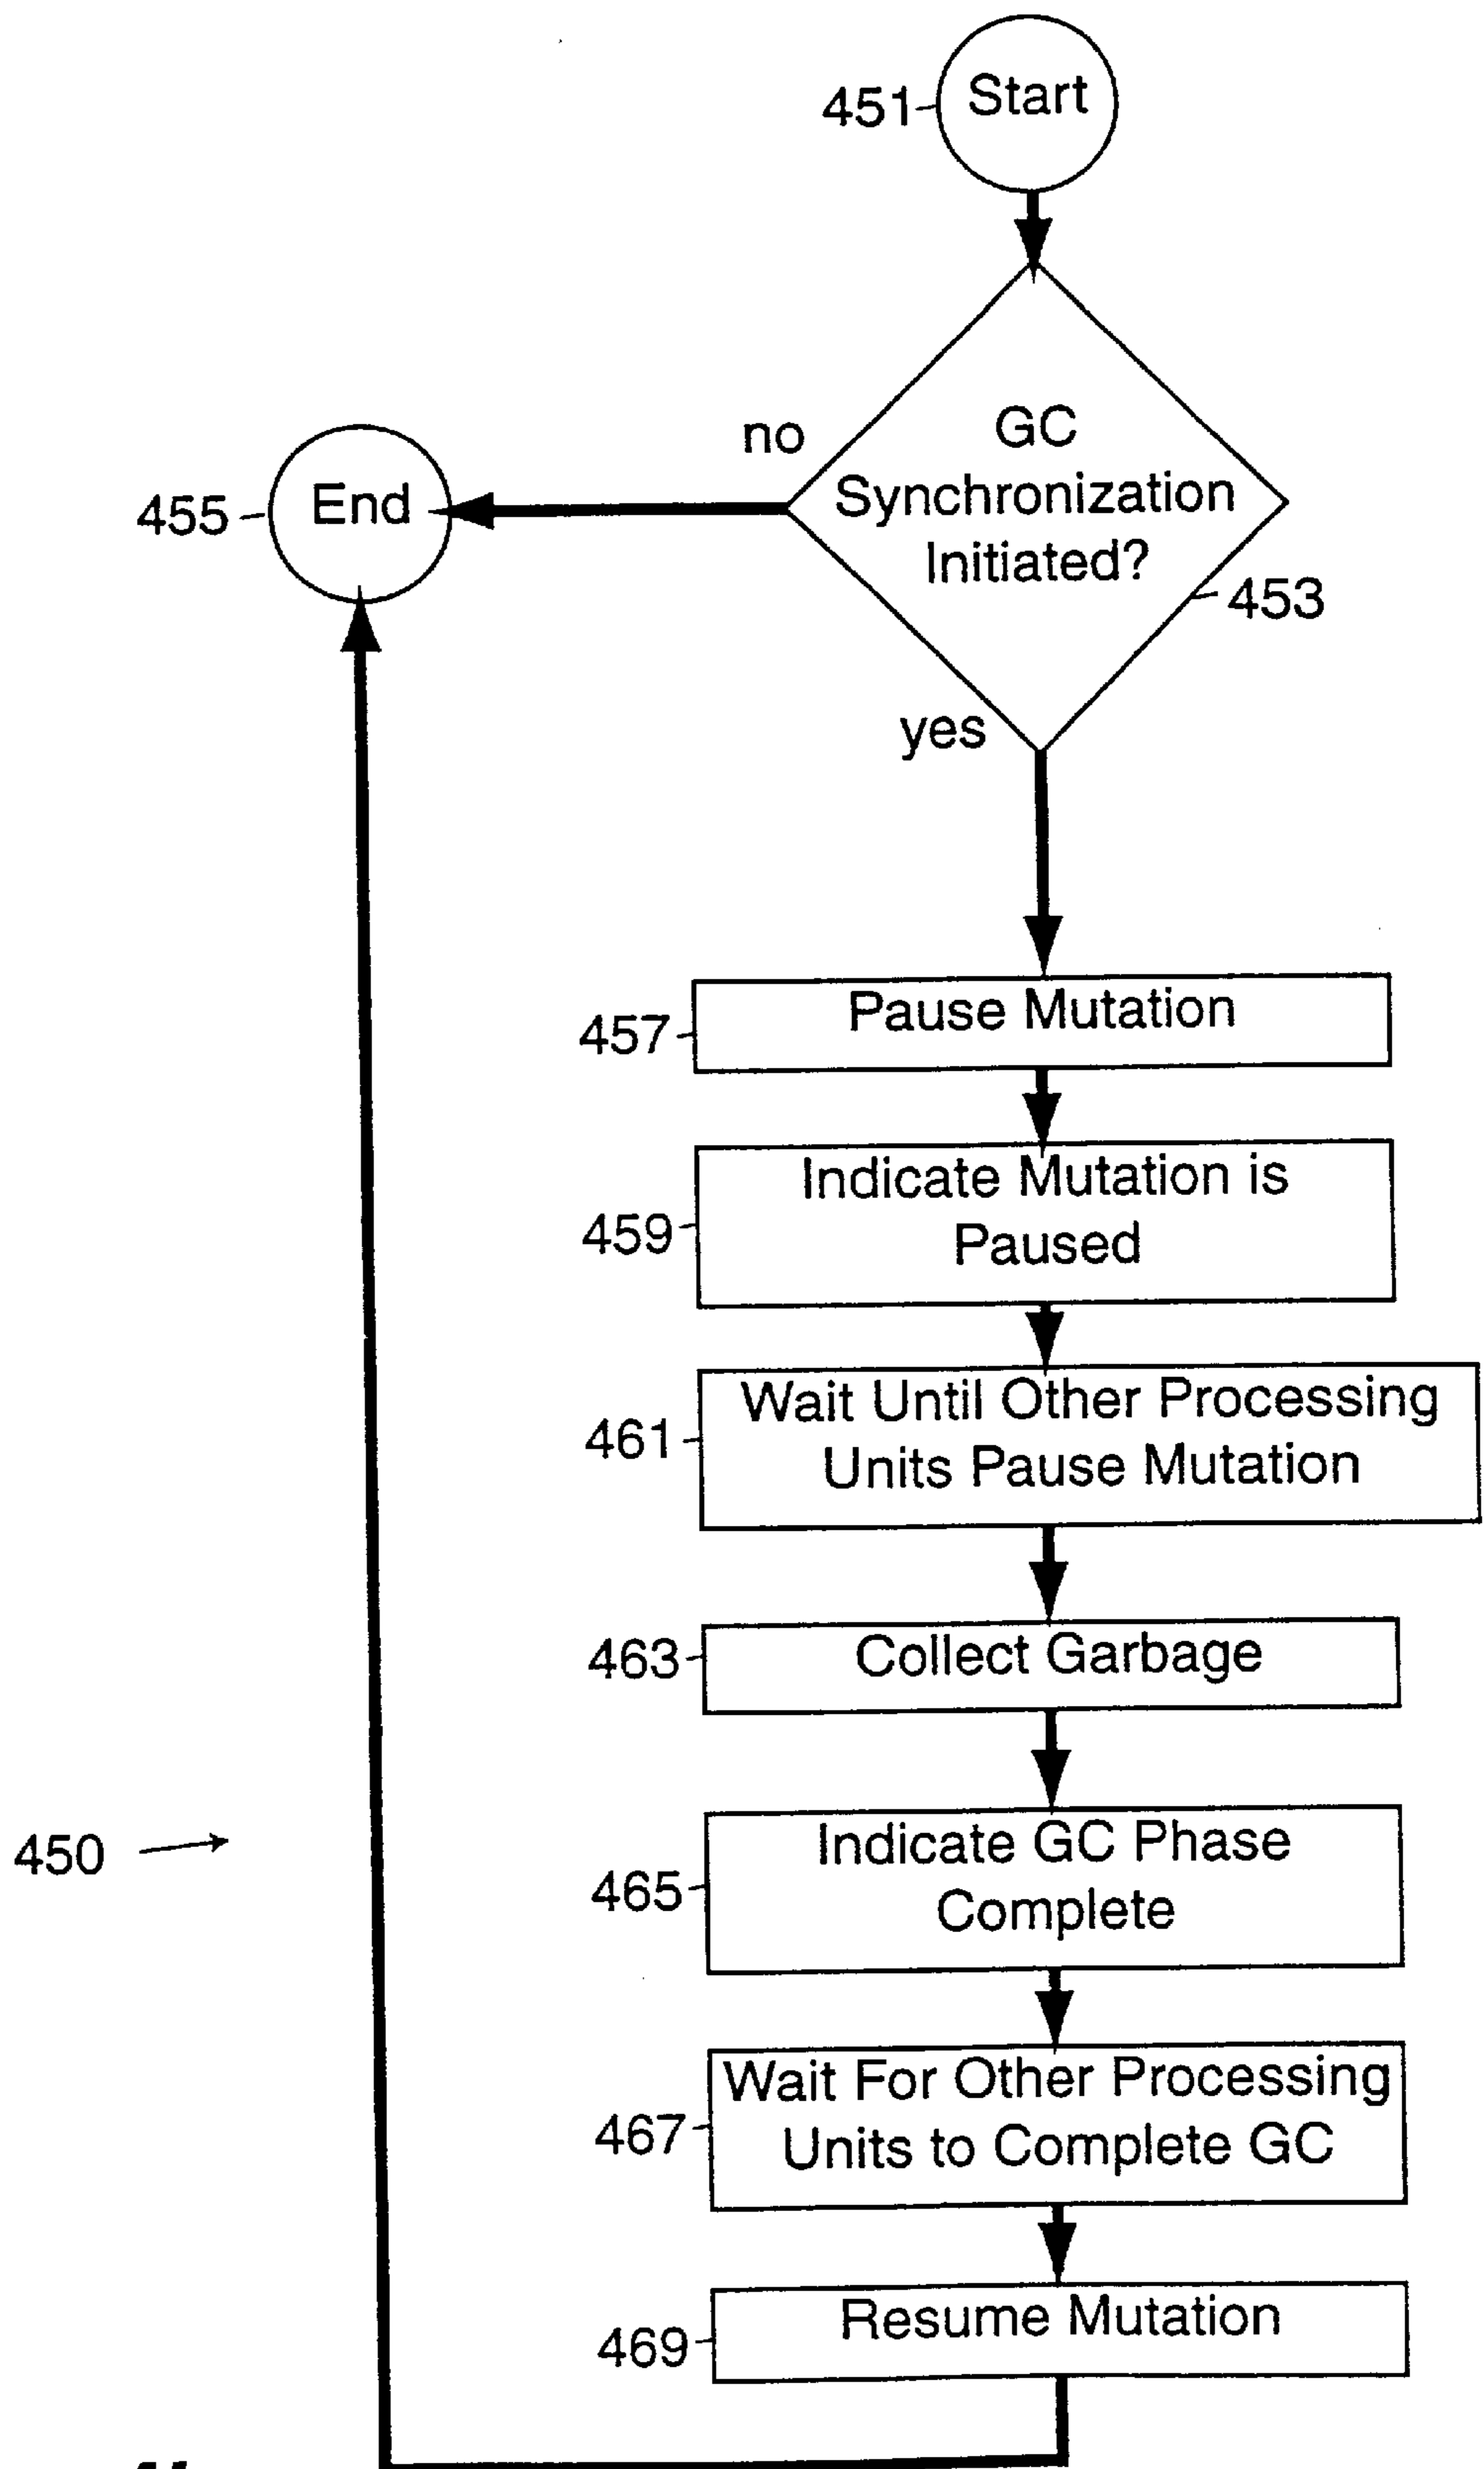 451
Start
no
GC
Synchronization
Initiated?
453
455
End
yes
457
Pause Mutation
459
Indicate Mutation is
Paused
461
Wait Until Other Processing
Units Pause Mutation
463
Collect Garbage
450
465
Indicate GC Phase
Complete
467
Wait For Other Processing
Units to Complete GC
469
Resume Mutation